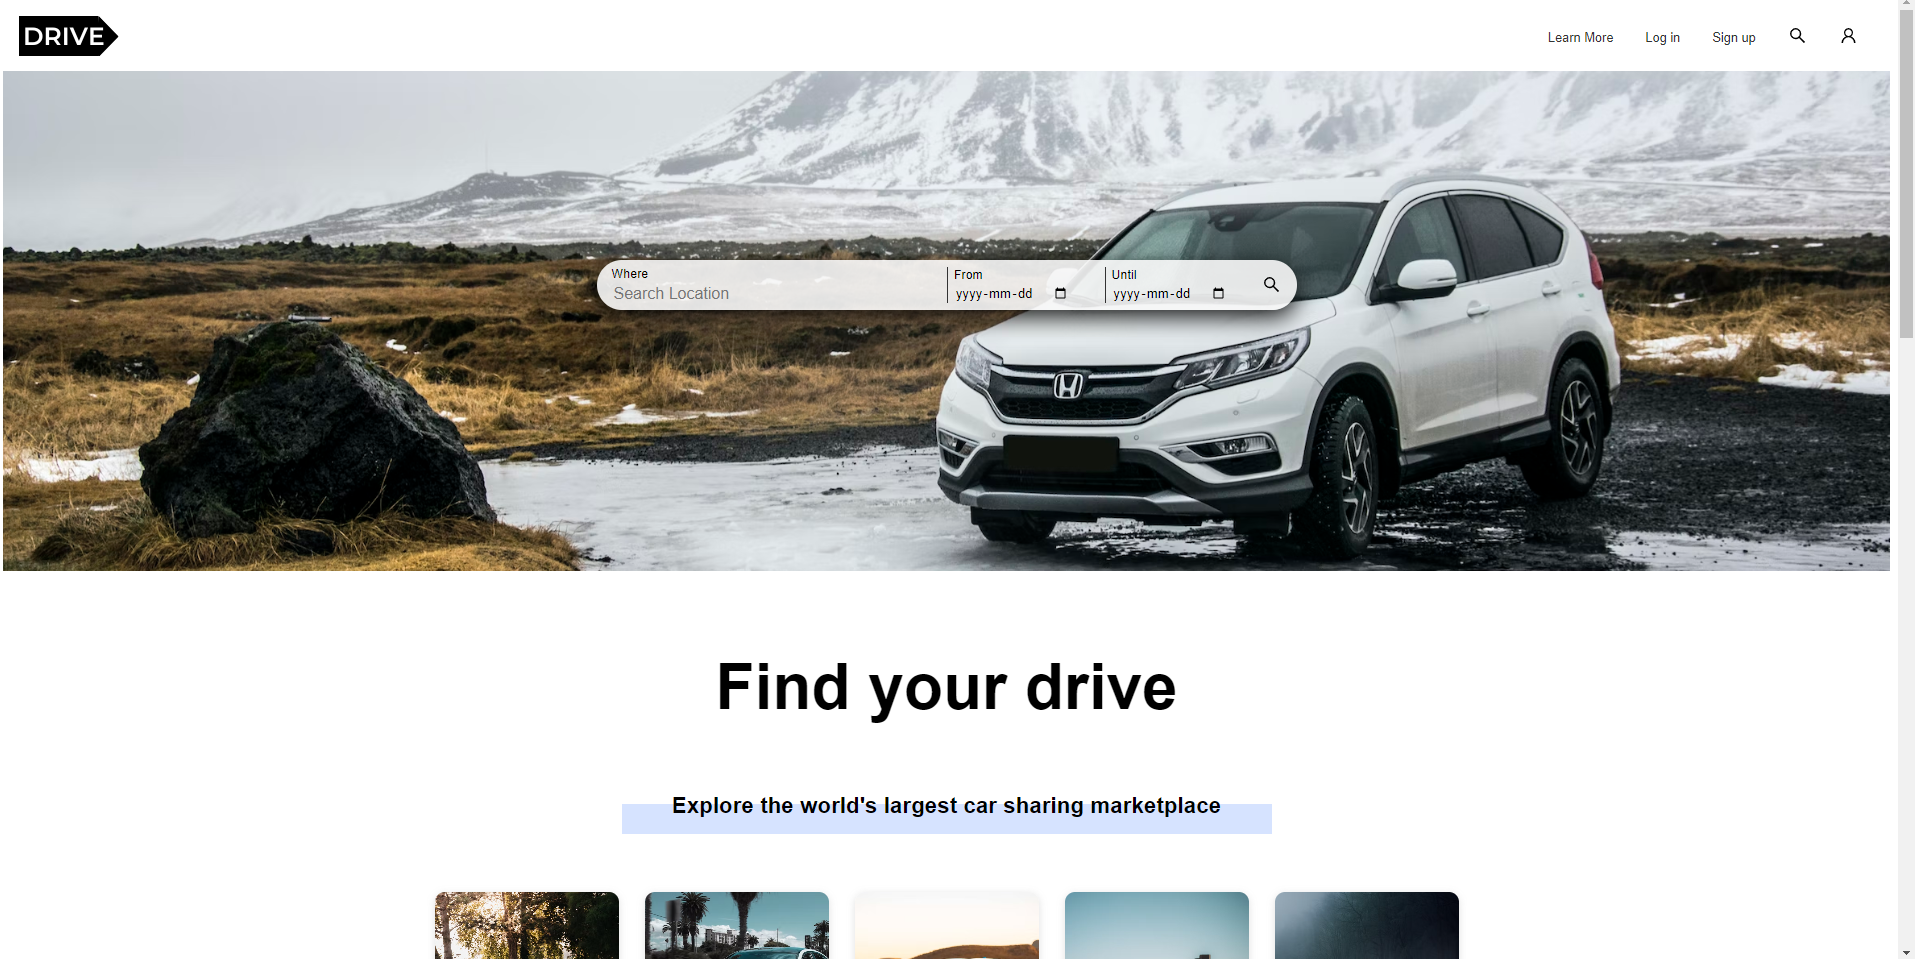 DRIVE
Learn More
Log in
Sign up
Where
Search Location
From
yyyy-mm-dd
Until
yyyy-mm-dd
Find your drive
Explore the world's largest car sharing marketplace